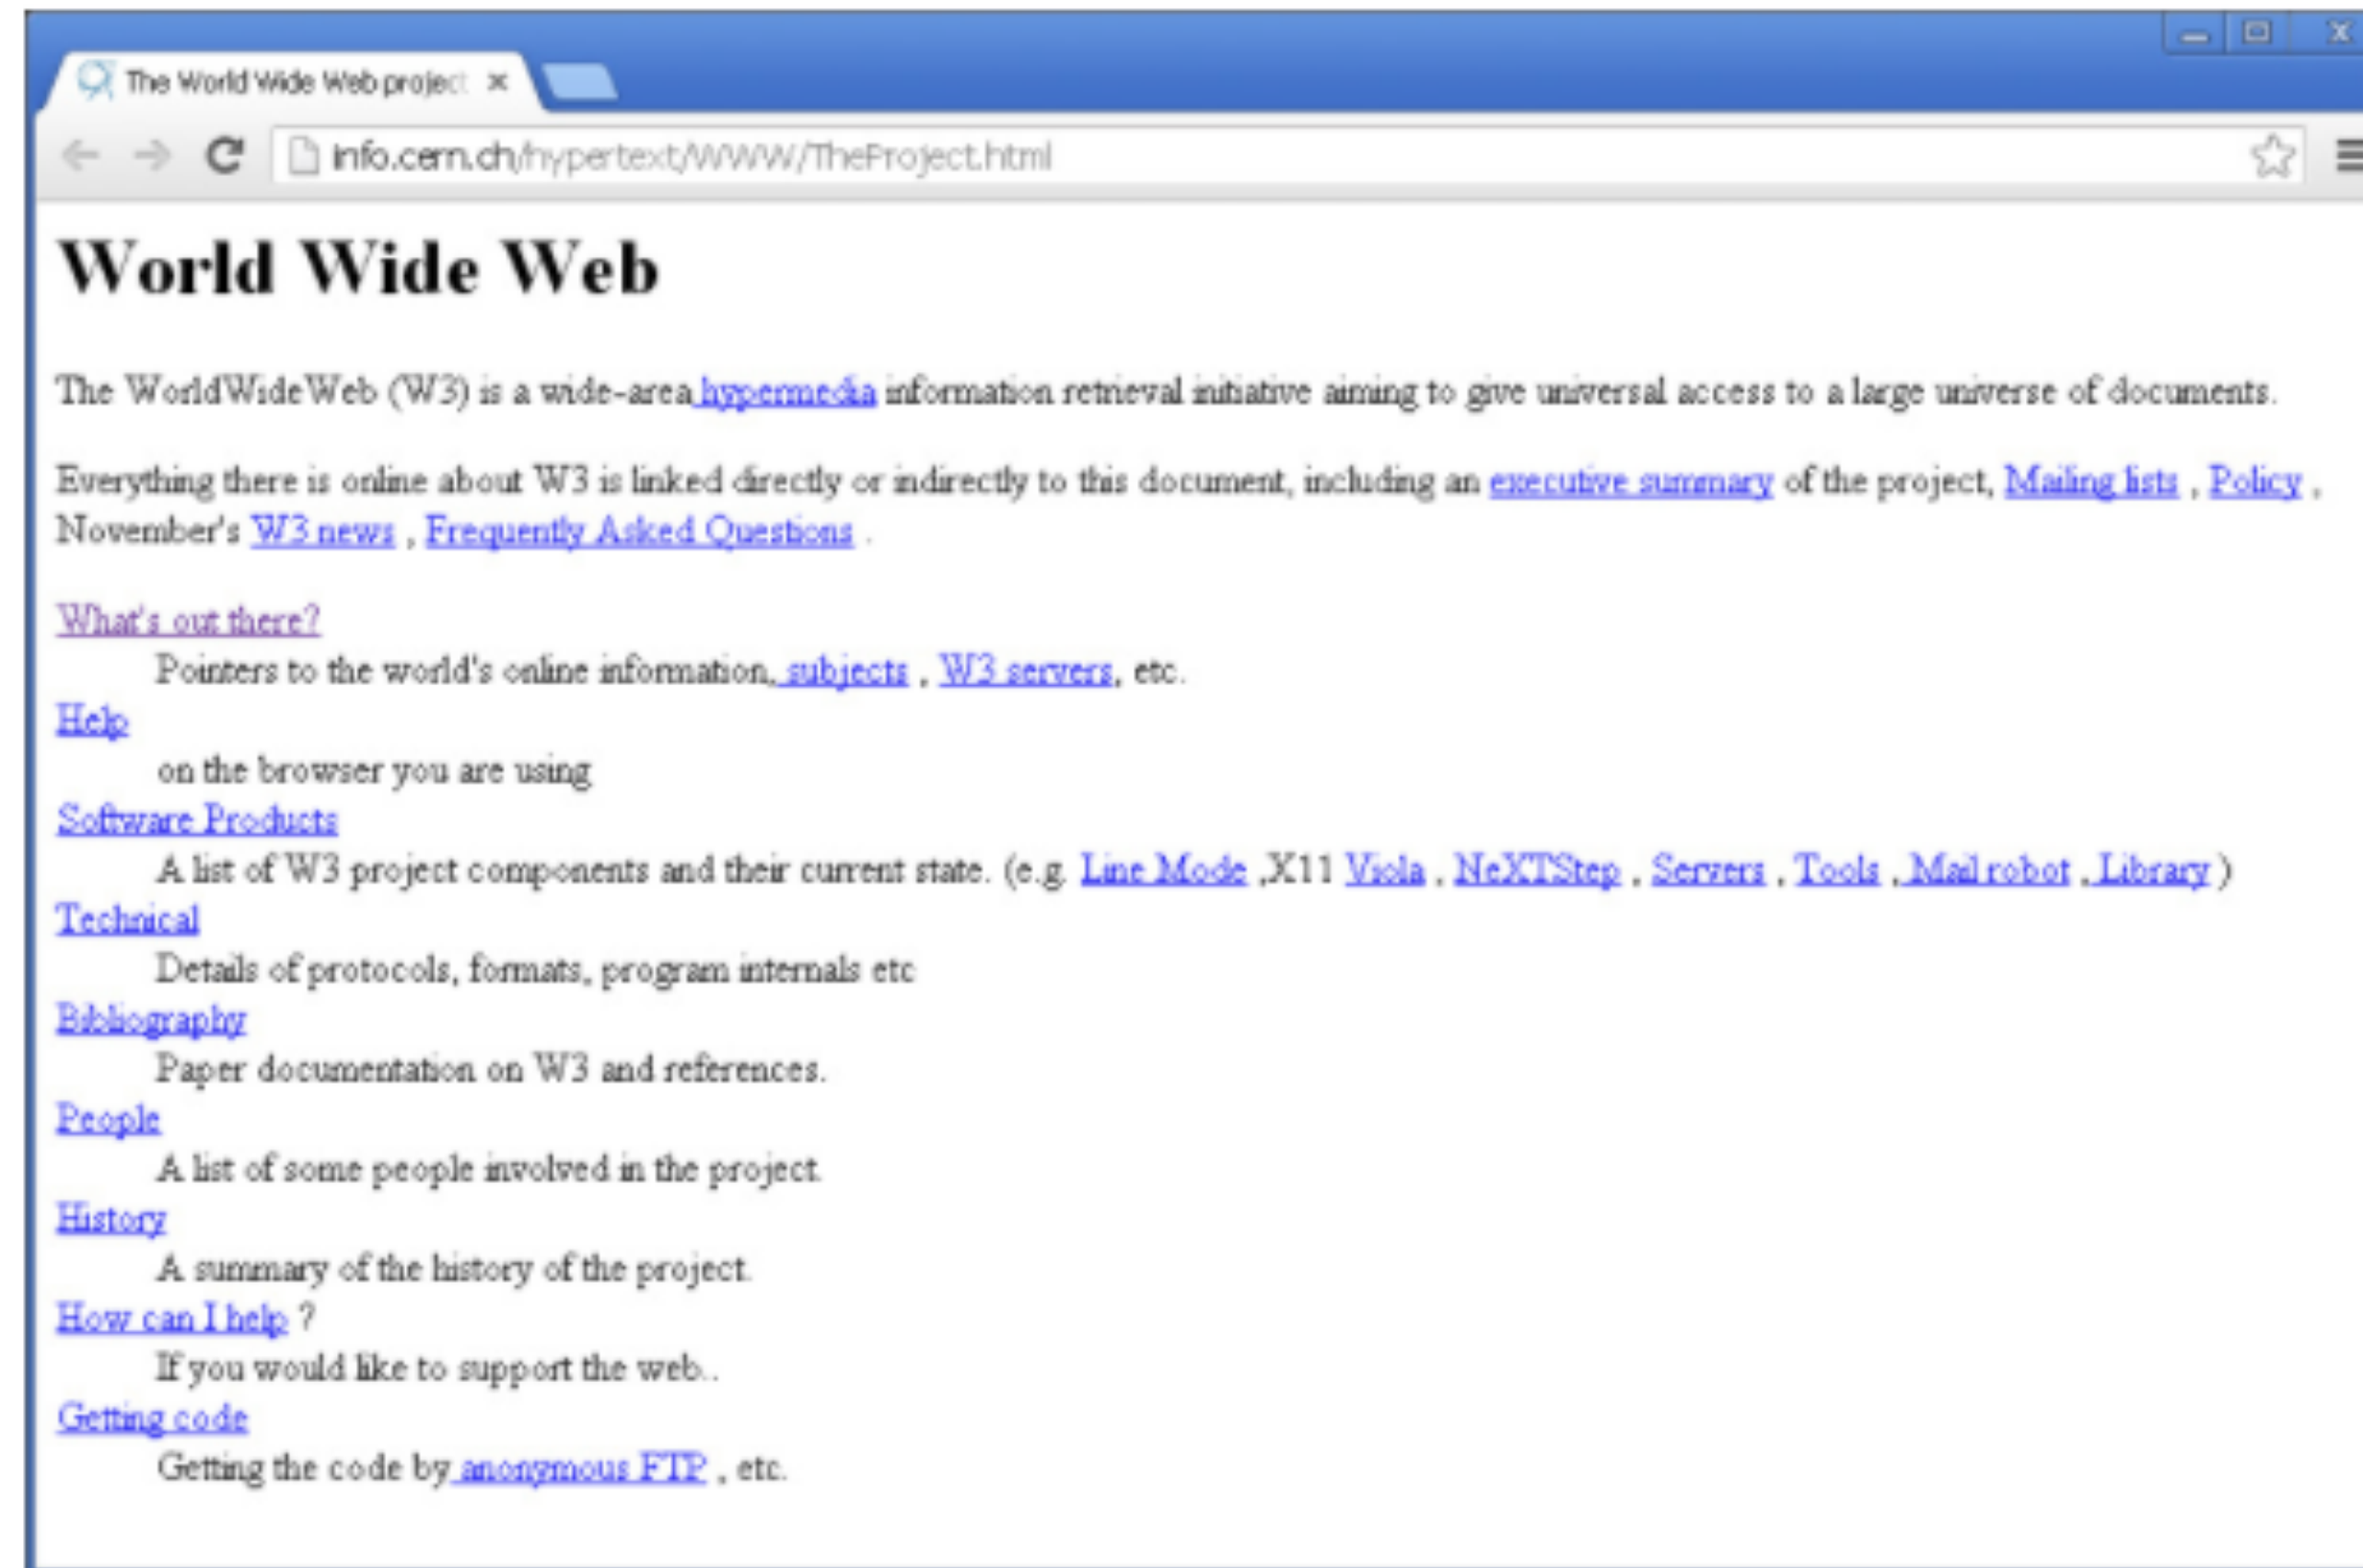 The World Wide Web project
info.cern.ch/hypertext/WWW/TheProject.html
World Wide Web
The WorldWideWeb (W3) is a wide-area hypermedia information retrieval initiative aiming to give universal access to a large universe of documents.
Everything there is online about W3 is linked directly or indirectly to this document, including an executive summary of the project, Mailing lists , Policy ,
November's W3 news , Frequently Asked Questions .
What's out there?
Pointers to the world's online information, subjects , W3 servers, etc.
Help
on the browser you are using
Software Products
A list of W3 project components and their current state. (e.g. Line Mode ,X11 Viola , NeXTStep , Servers , Tools , Mail robot , Library )
Technical
Details of protocols, formats, program internals etc
Bibliography
Paper documentation on W3 and references.
People
A list of some people involved in the project.
History
A summary of the history of the project.
How can I help ?
If you would like to support the web..
Getting code
Getting the code by anonymous FTP , etc.